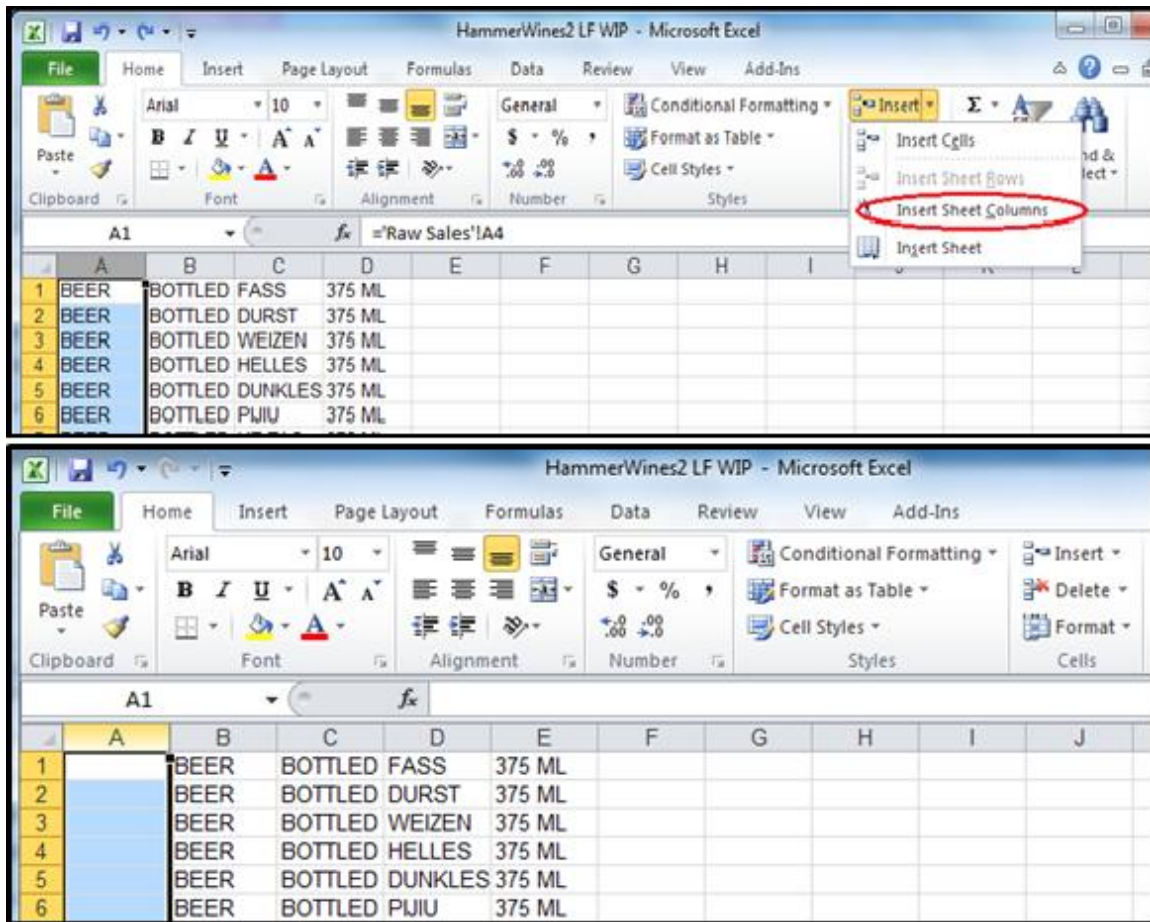 HammerWines2 LF WIP - Microsoft Excel
File Home Insert Page Layout Formulas Data Review View Add-Ins
Arial 10 General Conditional Formatting Insert Σ
Insert Cells
B I U A A $ % , Format as Table
Paste
Insert Sheet Rows
Cell Styles
Clipboard Font Alignment Number Styles
Insert Sheet Columns
A1 fx ='Raw Sales'!A4
Insert Sheet
A B C D E F G H I
1 BEER BOTTLED FASS 375 ML
2 BEER BOTTLED DURST 375 ML
3 BEER BOTTLED WEIZEN 375 ML
4 BEER BOTTLED HELLES 375 ML
5 BEER BOTTLED DUNKLES 375 ML
6 BEER BOTTLED PIJIU 375 ML
HammerWines2 LF WIP - Microsoft Excel
File Home Insert Page Layout Formulas Data Review View Add-Ins
Arial 10 General Conditional Formatting Insert
B I U A A $ % , Format as Table Delete
Paste
Cell Styles Format
Clipboard Font Alignment Number Styles Cells
A1 fx
A B C D E F G H I J
1 BEER BOTTLED FASS 375 ML
2 BEER BOTTLED DURST 375 ML
3 BEER BOTTLED WEIZEN 375 ML
4 BEER BOTTLED HELLES 375 ML
5 BEER BOTTLED DUNKLES 375 ML
6 BEER BOTTLED PIJIU 375 ML